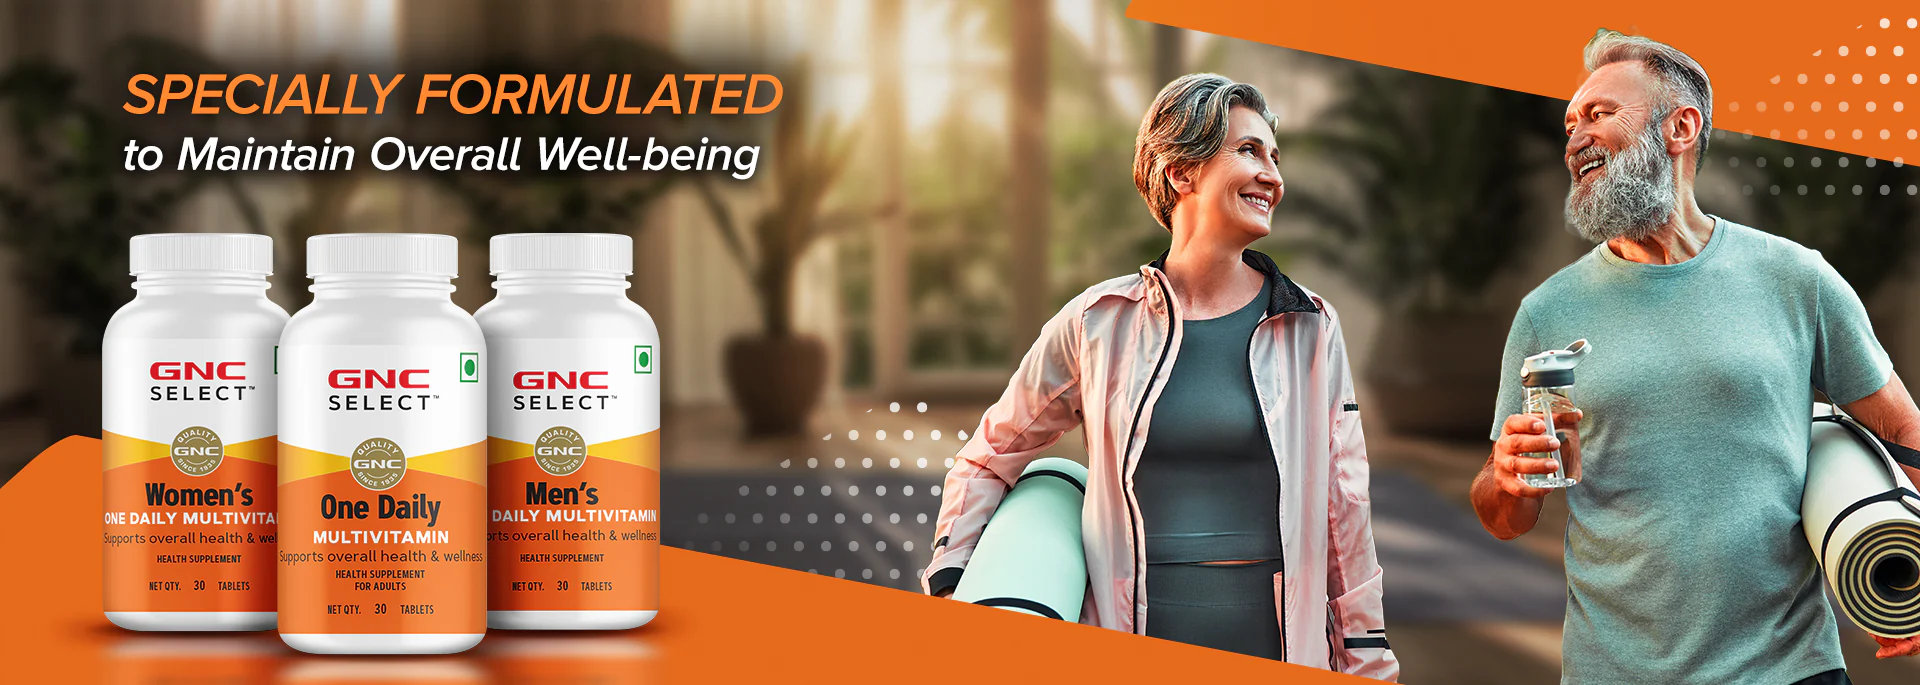 SPECIALLY FORMULATED
to Maintain Overall Well-being
GNC
SELECT™
QUALITY
GNC
SINCE 1935
Women's
ONE DAILY MULTIVITA
Supports overall health & wel
HEALTH SUPPLEMENT
NET QTY. 30 TABLETS
GNC
SELECT™
QUALITY
GNC
SINCE 1935
One Daily
MULTIVITAMIN
Supports overall health & wellness
HEALTH SUPPLEMENT
FOR ADULTS
NET QTY. 30 TABLETS
GNC
SELECT™
QUALITY
GNC
SINCE 1935
Men's
DAILY MULTIVITAMIN
rts overall health & wellness
HEALTH SUPPLEMENT
NET QTY. 30 TABLETS